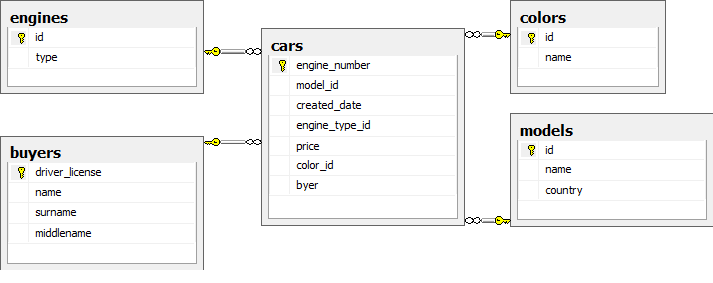 engines
id
type
buyers
driver_license
name
surname
middlename
cars
engine_number
model_id
created_date
engine_type_id
price
color_id
byer
colors
id
name
models
id
name
country